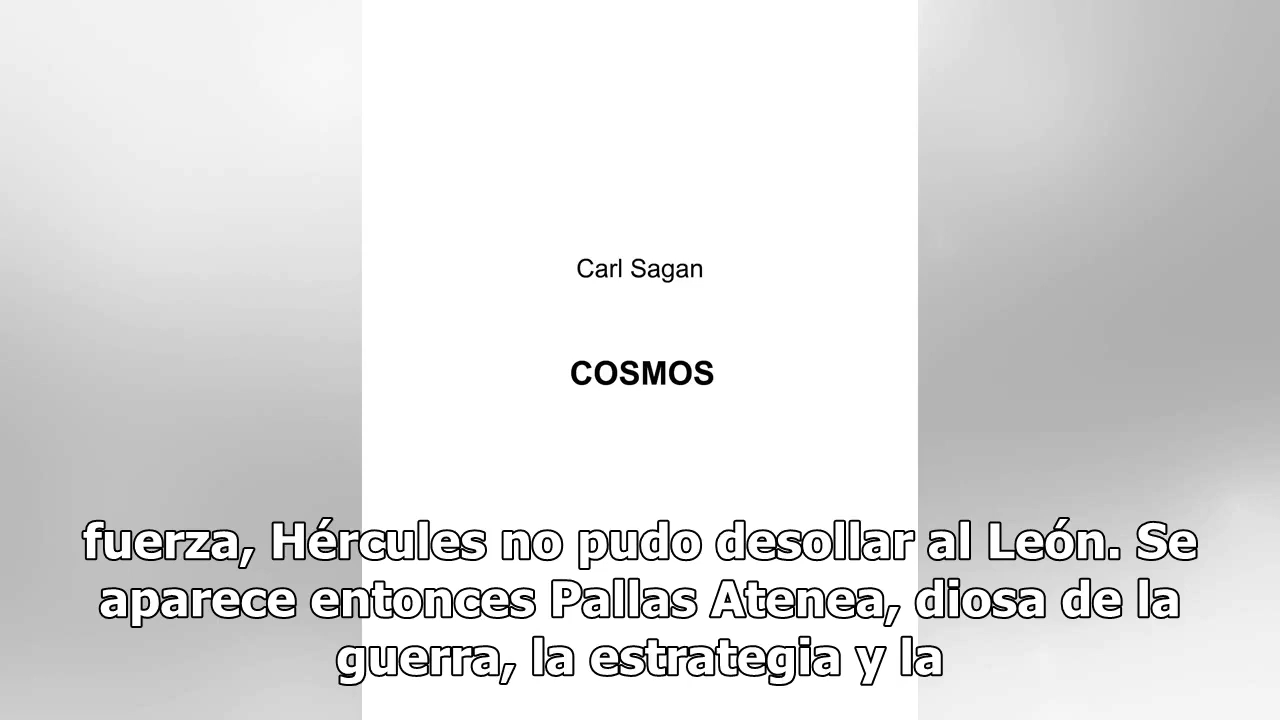 Carl Sagan
COSMOS
fuerza, Hércules no pudo desollar al León. Se
aparece entonces Pallas Atenea, diosa de la
guerra, la estrategia y la